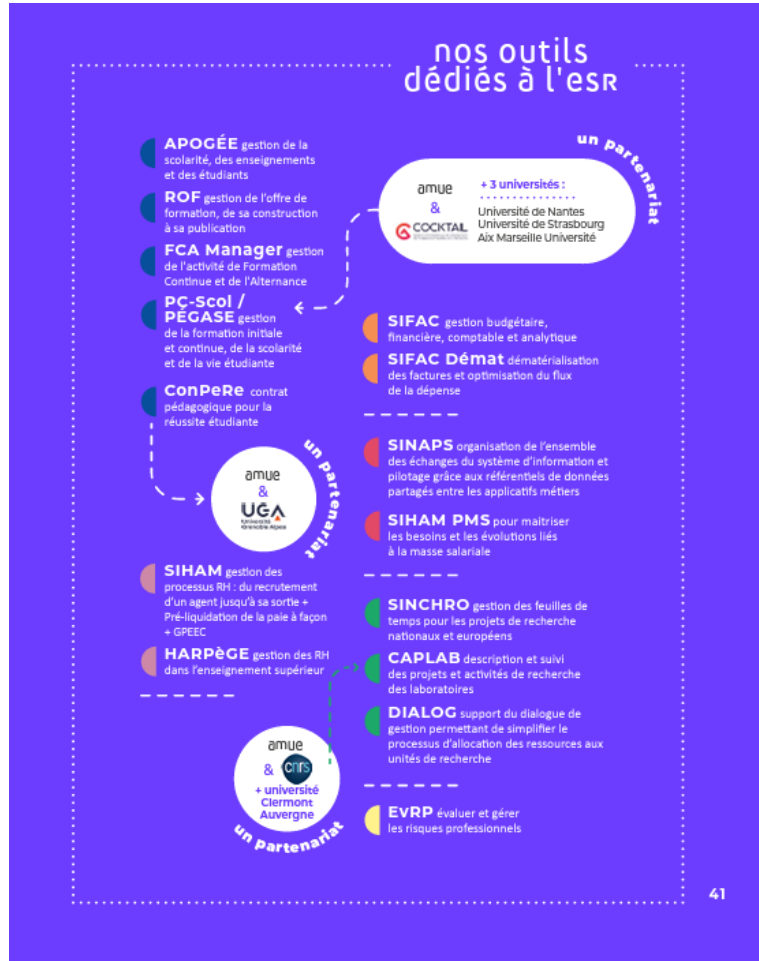 nos outils
dédiés à l'esR
APOGÉE gestion de la
scolarité, des enseignements
et des étudiants
ROF gestion de l'offre de
formation, de sa construction
à sa publication
FCA Manager gestion
de l'activité de Formation
Continue et de l'Alternance
PC-Scol /
PÉGASE gestion
de la formation initiale
et continue, de la scolarité
et de la vie étudiante
ConPeRe contrat
pédagogique pour la
réussite étudiante
un partenariat
amue
&
UGA
Université
Grenoble Alpes
SIHAM gestion des
processus RH : du recrutement
d'un agent jusqu'à sa sortie +
Pré-liquidation de la paie à façon
+ GPEEC
HARPèGE gestion des RH
dans l'enseignement supérieur
amue
& cnrs
+ université
Clermont
Auvergne
un partenariat
un partenariat
amue
&
COCKTAIL
+ 3 universités :
Université de Nantes
Université de Strasbourg
Aix Marseille Université
SIFAC gestion budgétaire,
financière, comptable et analytique
SIFAC Démat dématérialisation
des factures et optimisation du flux
de la dépense
SINAPS organisation de l'ensemble
des échanges du système d'information et
pilotage grâce aux référentiels de données
partagés entre les applicatifs métiers
SIHAM PMS pour maitriser
les besoins et les évolutions liés
à la masse salariale
SINCHRO gestion des feuilles de
temps pour les projets de recherche
nationaux et européens
CAPLAB description et suivi
des projets et activités de recherche
des laboratoires
DIALOG support du dialogue de
gestion permettant de simplifier le
processus d'allocation des ressources aux
unités de recherche
EvRP évaluer et gérer
les risques professionnels
41